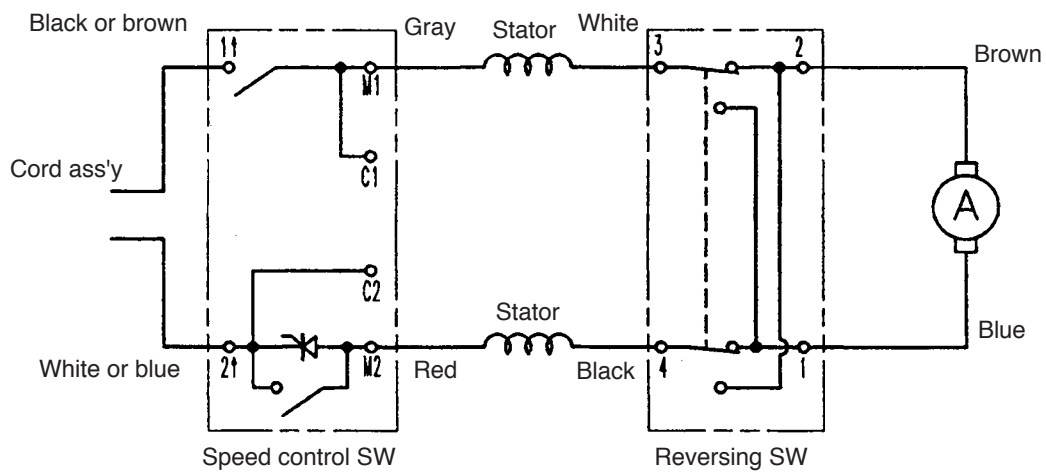 Black or brown
Gray
Stator
White
Brown
1↑
M1
3
2
C1
Cord ass'y
A
C2
Stator
Blue
White or blue
2↑
M2
Red
Black
4
1
Speed control SW
Reversing SW